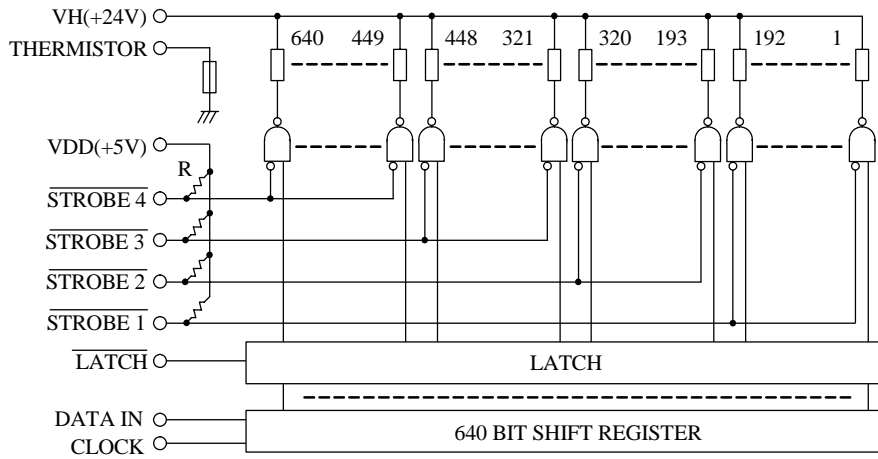 VH(+24V)
640 449 448 321 320 193 192 1
THERMISTOR
VDD(+5V)
R
STROBE 4
STROBE 3
STROBE 2
STROBE 1
LATCH
LATCH
DATA IN
640 BIT SHIFT REGISTER
CLOCK